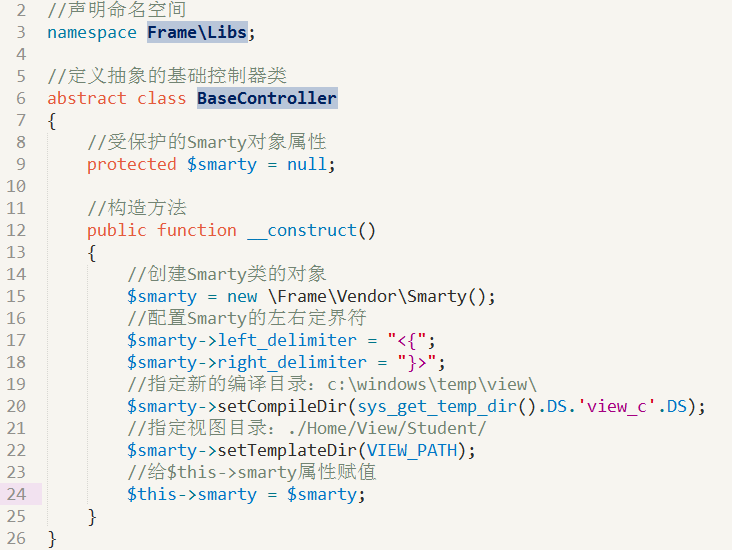 2 //声明命名空间
3 namespace Frame\Libs;
4
5 //定义抽象的基础控制器类
6 abstract class BaseController
7 {
8     //受保护的Smarty对象属性
9     protected $smarty = null;
10
11     //构造方法
12     public function __construct()
13     {
14         //创建Smarty类的对象
15         $smarty = new \Frame\Vendor\Smarty();
16         //配置Smarty的左右定界符
17         $smarty->left_delimiter = "<{";
18         $smarty->right_delimiter = "}>";
19         //指定新的编译目录：c:\windows\temp\view\
20         $smarty->setCompileDir(sys_get_temp_dir().DS.'view_c'.DS);
21         //指定视图目录：./Home/View/Student/
22         $smarty->setTemplateDir(VIEW_PATH);
23         //给$this->smarty属性赋值
24         $this->smarty = $smarty;
25     }
26 }